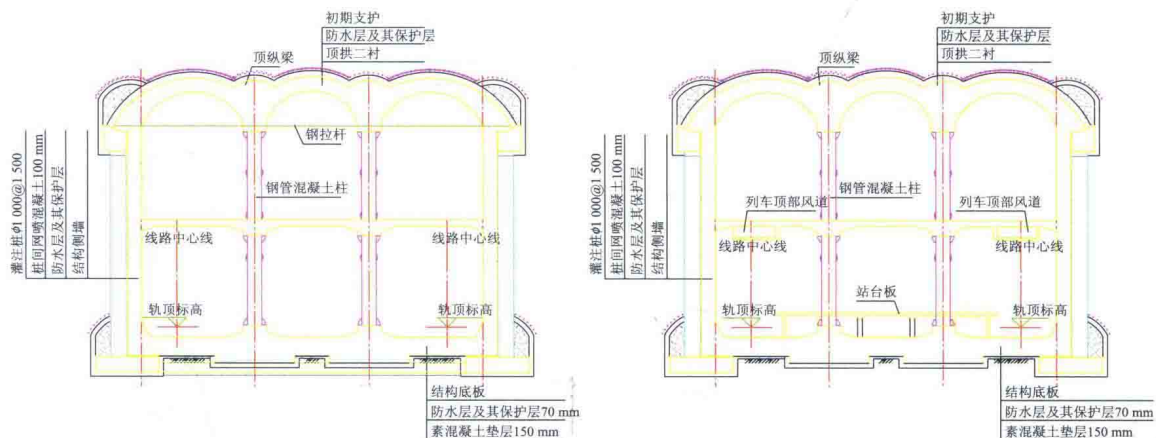 初期支护
防水层及其保护层
顶拱二衬
顶纵梁
钢拉杆
钢管混凝土柱
灌注桩φ1 000@1 500
桩间网喷混凝土100 mm
防水层及其保护层
结构侧墙
线路中心线
线路中心线
轨顶标高
轨顶标高
结构底板
防水层及其保护层70 mm
素混凝土垫层150 mm
初期支护
防水层及其保护层
顶拱二衬
顶纵梁
钢管混凝土柱
列车顶部风道
列车顶部风道
灌注桩φ1 000@1 500
桩间网喷混凝土100 mm
防水层及其保护层
结构侧墙
线路中心线
线路中心线
站台板
轨顶标高
轨顶标高
结构底板
防水层及其保护层70 mm
素混凝土垫层150 mm